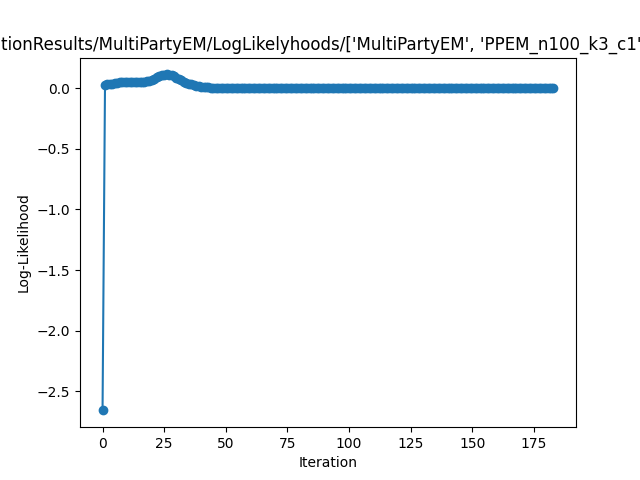 tionResults/MultiPartyEM/LogLikelyhoods/['MultiPartyEM', 'PPEM_n100_k3_c1'
0.0
−0.5
−1.0
−1.5
−2.0
−2.5
Log-Likelihood
0 25 50 75 100 125 150 175
Iteration